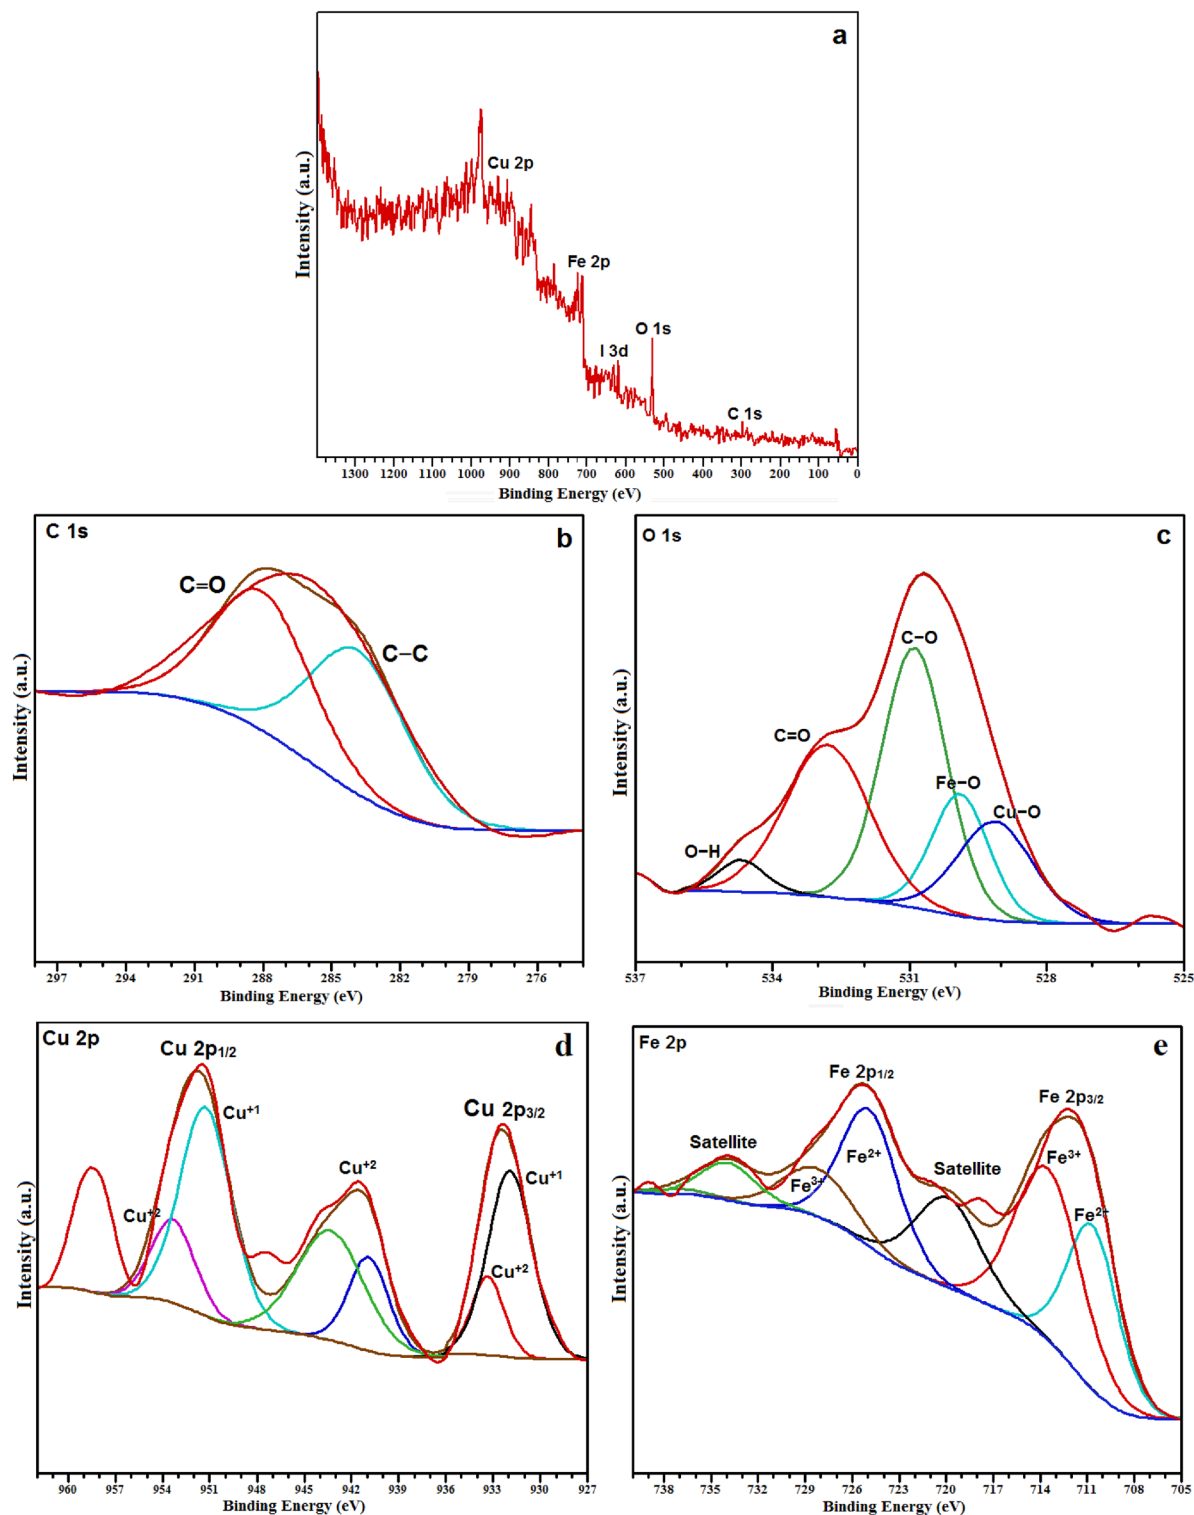 a
Intensity (a.u.)
Cu 2p
Fe 2p
I 3d
O 1s
C 1s
1300 1200 1100 1000 900 800 700 600 500 400 300 200 100 0
Binding Energy (eV)
C 1s
b
Intensity (a.u.)
C=O
C−C
297 294 291 288 285 282 279 276
Binding Energy (eV)
O 1s
c
Intensity (a.u.)
C−O
C=O
Fe−O
Cu−O
O−H
537 534 531 528 525
Binding Energy (eV)
Cu 2p
d
Intensity (a.u.)
Cu 2p1/2
Cu+1
Cu 2p3/2
Cu+2
Cu+1
Cu+2
Cu+2
960 957 954 951 948 945 942 939 936 933 930 927
Binding Energy (eV)
Fe 2p
e
Intensity (a.u.)
Fe 2p1/2
Fe 2p3/2
Satellite
Fe2+
Fe3+
Satellite
Fe3+
Fe2+
738 735 732 729 726 723 720 717 714 711 708 705
Binding Energy (eV)